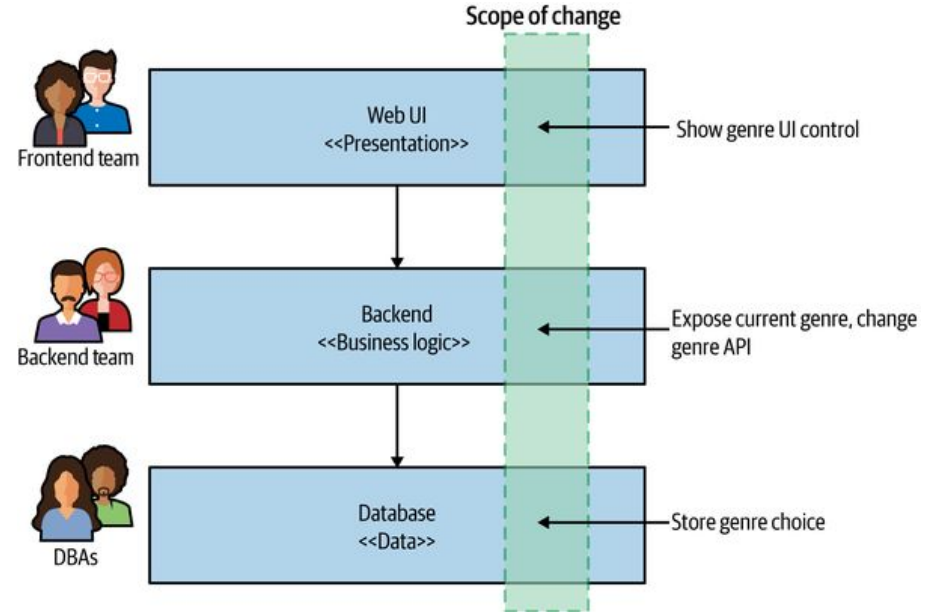 Scope of change
Frontend team
Web UI
<<Presentation>>
Show genre UI control
Backend team
Backend
<<Business logic>>
Expose current genre, change
genre API
DBAs
Database
<<Data>>
Store genre choice